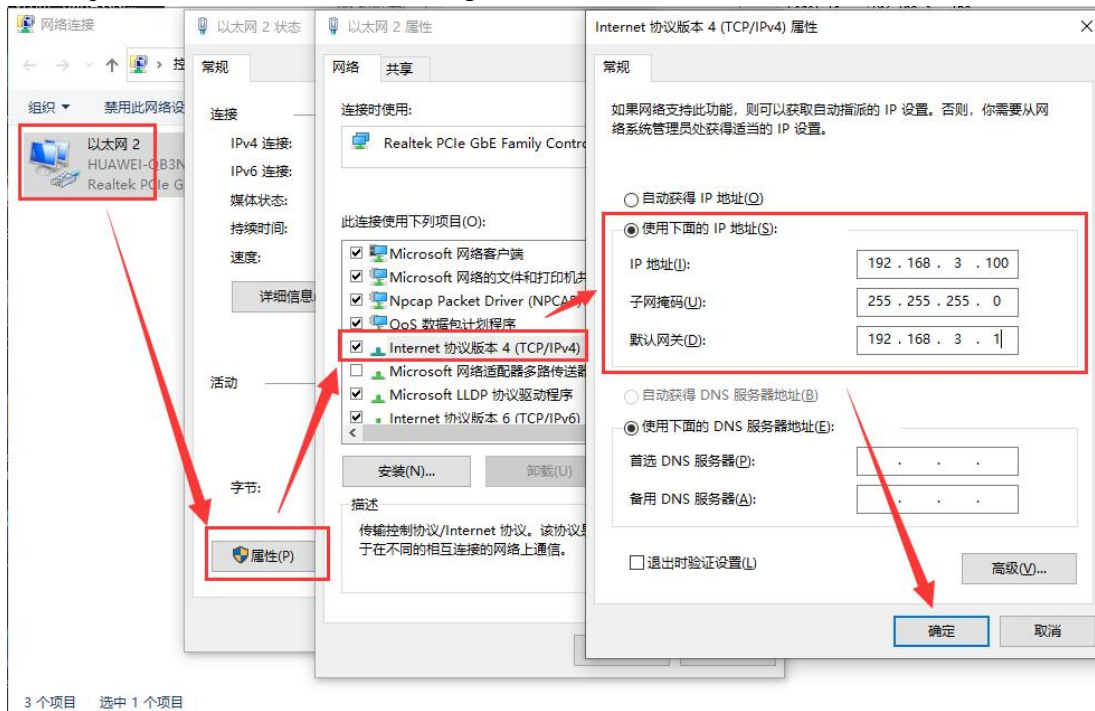 网络连接
组织
禁用此网络设
以太网 2
HUAWEI-QB3N
Realtek PCIe G
3 个项目 选中 1 个项目
以太网 2 状态
常规
连接
IPv4 连接:
IPv6 连接:
媒体状态:
持续时间:
速度:
详细信息
活动
字节:
属性(P)
以太网 2 属性
网络 共享
连接时使用:
Realtek PCIe GbE Family Contro
此连接使用下列项目(O):
Microsoft 网络客户端
Microsoft 网络的文件和打印机共
Npcap Packet Driver (NPCAP)
QoS 数据包计划程序
Internet 协议版本 4 (TCP/IPv4)
Microsoft 网络适配器多路传送器
Microsoft LLDP 协议驱动程序
Internet 协议版本 6 (TCP/IPv6)
安装(N)... 卸载(U)
描述
传输控制协议/Internet 协议。该协议是
于在不同的相互连接的网络上通信。
Internet 协议版本 4 (TCP/IPv4) 属性
常规
如果网络支持此功能，则可以获取自动指派的 IP 设置。否则，你需要从网
络系统管理员处获得适当的 IP 设置。
自动获得 IP 地址(O)
使用下面的 IP 地址(S):
IP 地址(I): 192 . 168 . 3 . 100
子网掩码(U): 255 . 255 . 255 . 0
默认网关(D): 192 . 168 . 3 . 1
自动获得 DNS 服务器地址(B)
使用下面的 DNS 服务器地址(E):
首选 DNS 服务器(P): . . .
备用 DNS 服务器(A): . . .
退出时验证设置(L)
高级(V)...
确定 取消